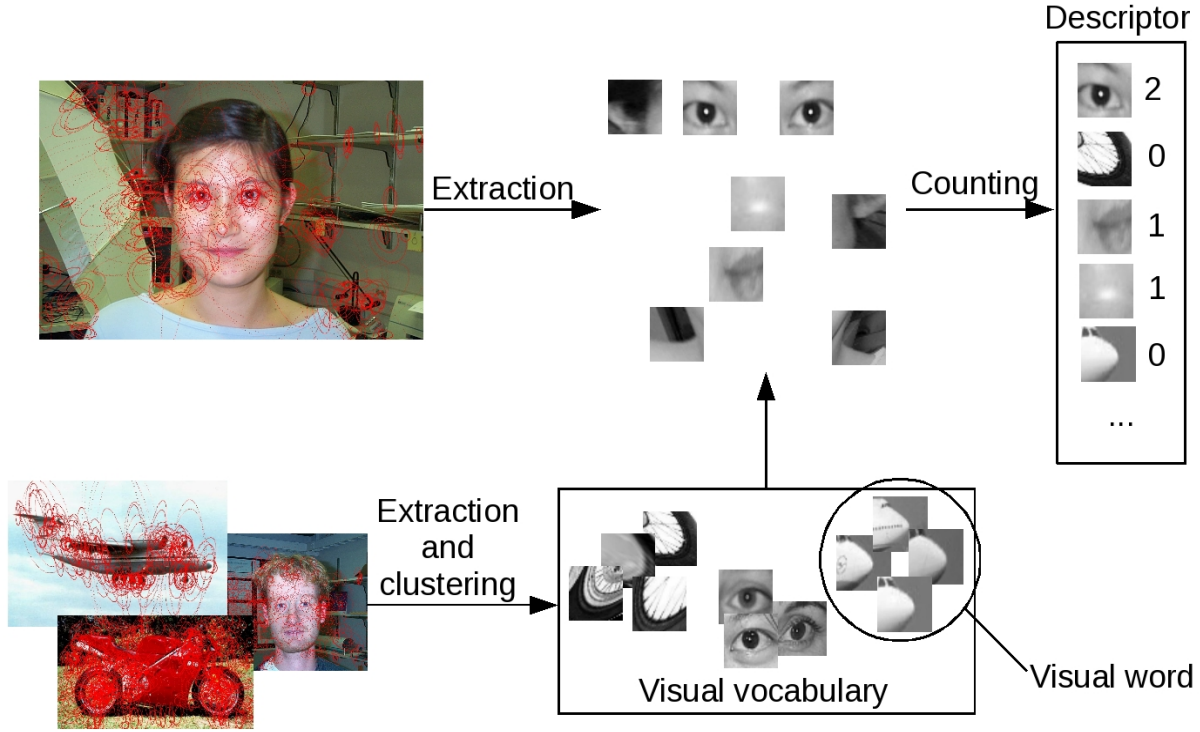 Descriptor
2
0
1
1
0
...
Extraction
Counting
Extraction
and
clustering
Visual vocabulary
Visual word